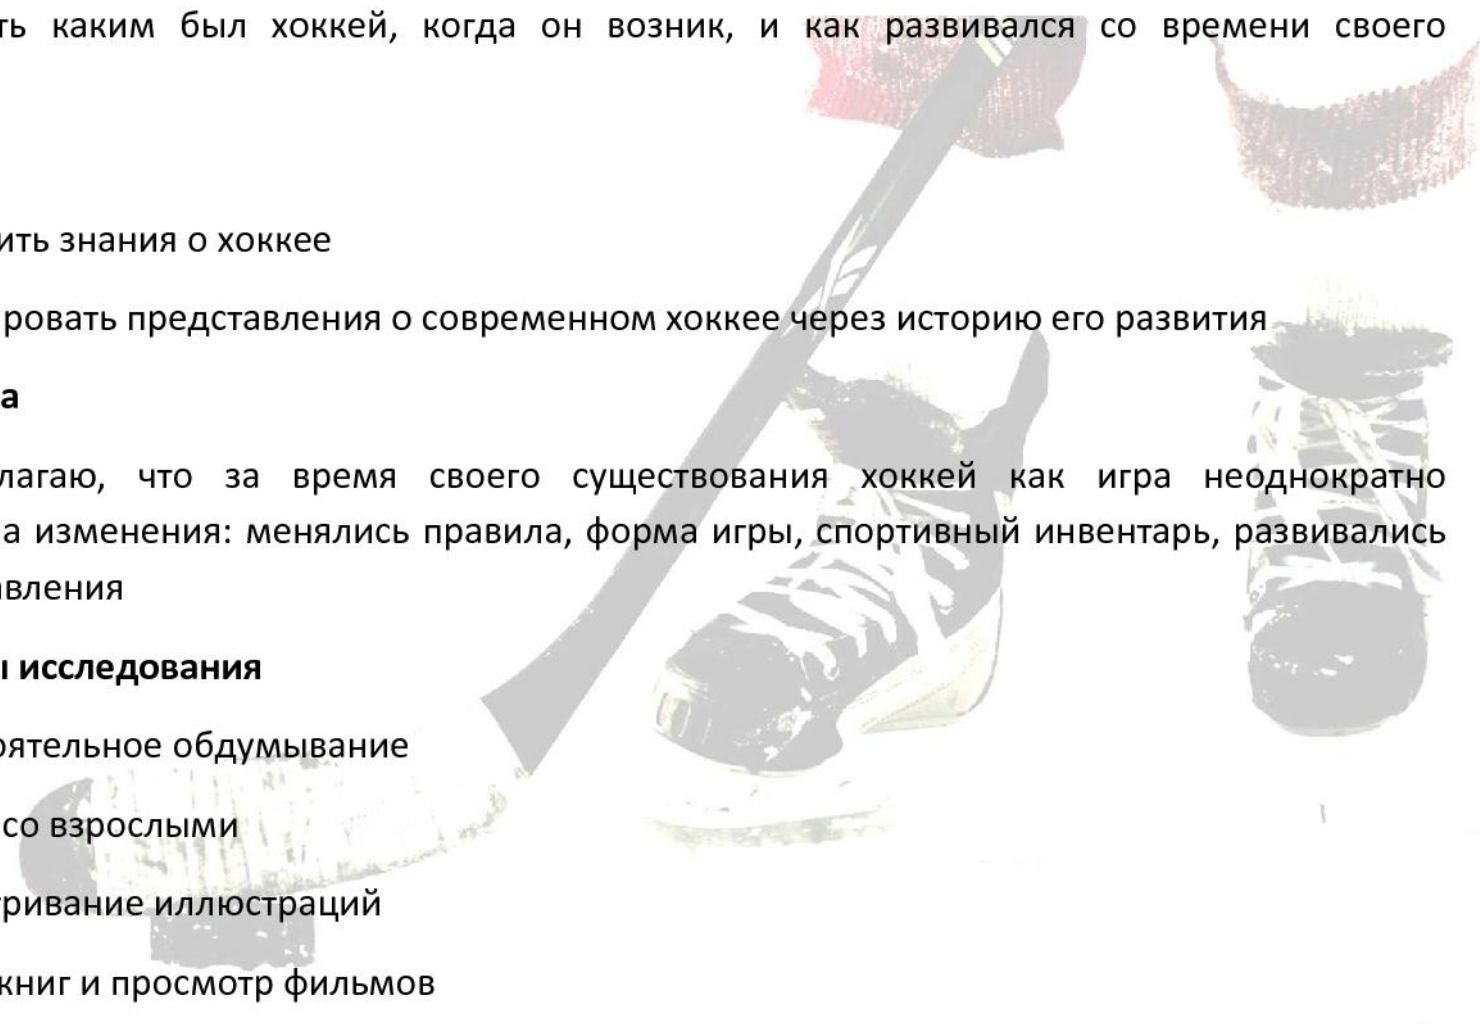 ть каким был хоккей, когда он возник, и как развивался со времени своего
ить знания о хоккее
ровать представления о современном хоккее через историю его развития
а
лагаю, что за время своего существования хоккей как игра неоднократно
а изменения: менялись правила, форма игры, спортивный инвентарь, развивались
авления
ы исследования
оятельное обдумывание
со взрослыми
тривание иллюстраций
книг и просмотр фильмов